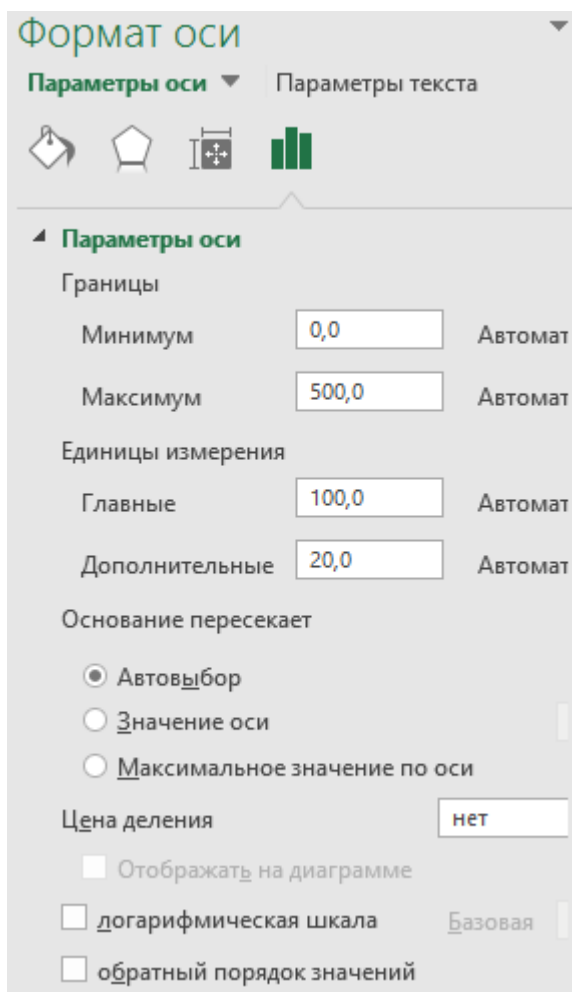 Формат оси
Параметры оси Параметры текста
Параметры оси
Границы
Минимум 0,0 Автомат
Максимум 500,0 Автомат
Единицы измерения
Главные 100,0 Автомат
Дополнительные 20,0 Автомат
Основание пересекает
Автовыбор
Значение оси
Максимальное значение по оси
Цена деления нет
Отображать на диаграмме
логарифмическая шкала Базовая
обратный порядок значений